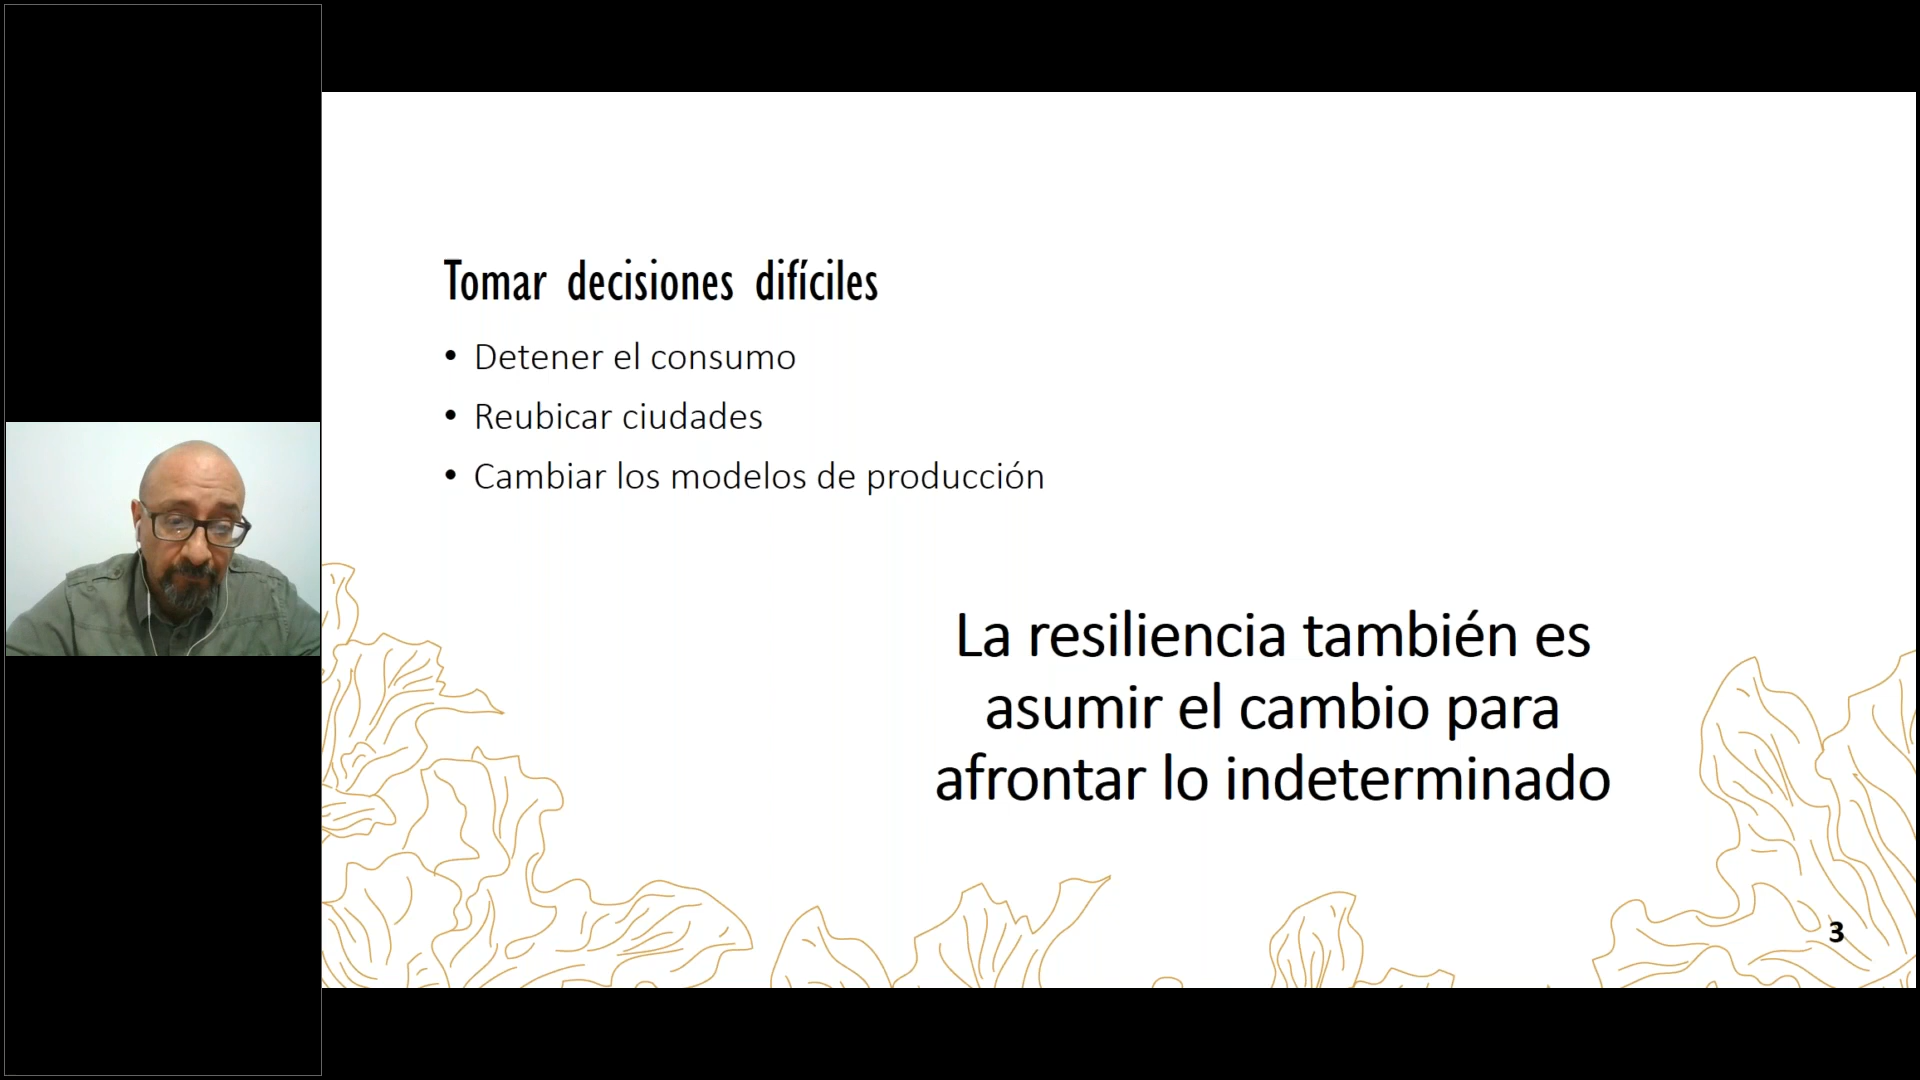 Tomar decisiones difíciles
• Detener el consumo
• Reubicar ciudades
• Cambiar los modelos de producción
La resiliencia también es
asumir el cambio para
afrontar lo indeterminado
3